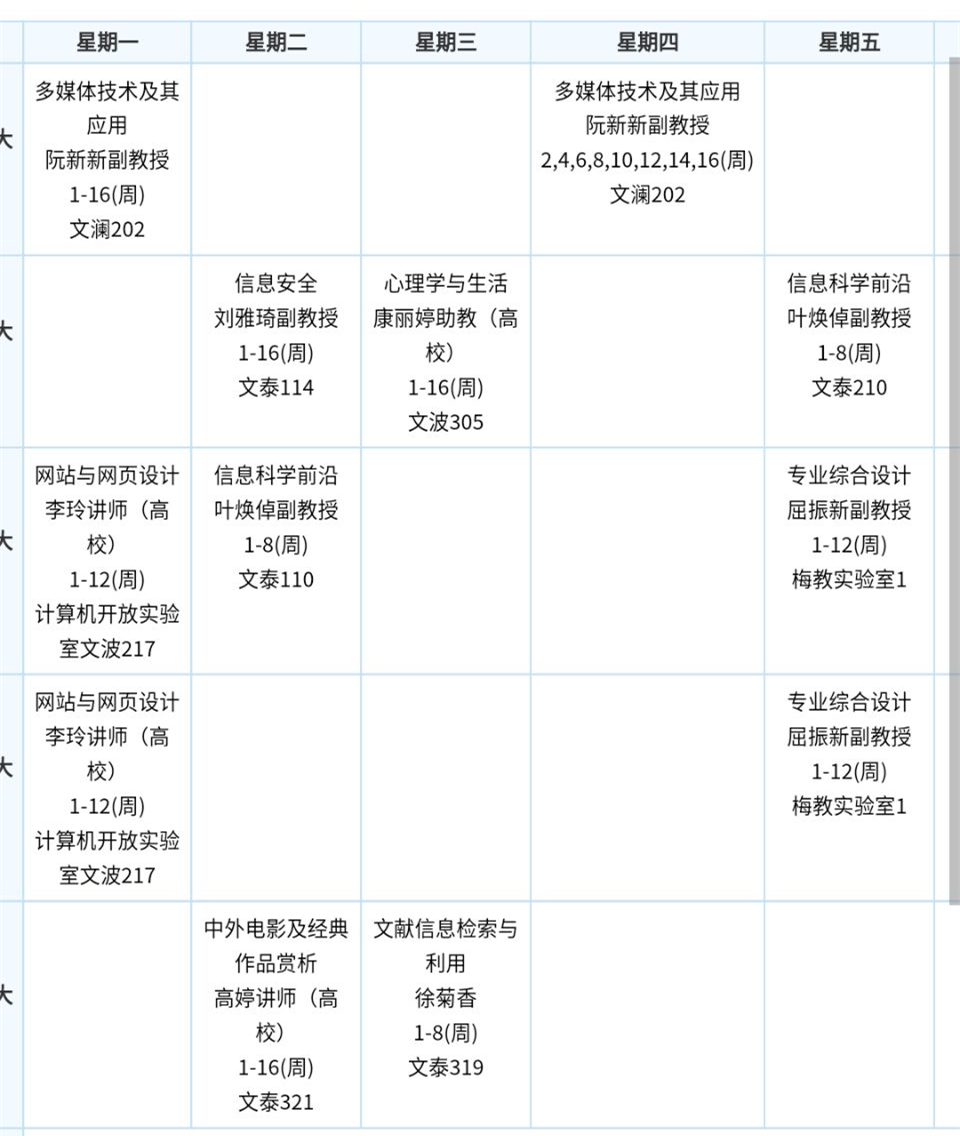 星期一
星期二
星期三
星期四
星期五
大
多媒体技术及其
应用
阮新新副教授
1-16(周)
文澜202
多媒体技术及其应用
阮新新副教授
2,4,6,8,10,12,14,16(周)
文澜202
大
信息安全
刘雅琦副教授
1-16(周)
文泰114
心理学与生活
康丽婷助教（高
校）
1-16(周)
文波305
信息科学前沿
叶焕倬副教授
1-8(周)
文泰210
大
网站与网页设计
李玲讲师（高
校）
1-12(周)
计算机开放实验
室文波217
信息科学前沿
叶焕倬副教授
1-8(周)
文泰110
专业综合设计
屈振新副教授
1-12(周)
梅教实验室1
大
网站与网页设计
李玲讲师（高
校）
1-12(周)
计算机开放实验
室文波217
专业综合设计
屈振新副教授
1-12(周)
梅教实验室1
大
中外电影及经典
作品赏析
高婷讲师（高
校）
1-16(周)
文泰321
文献信息检索与
利用
徐菊香
1-8(周)
文泰319